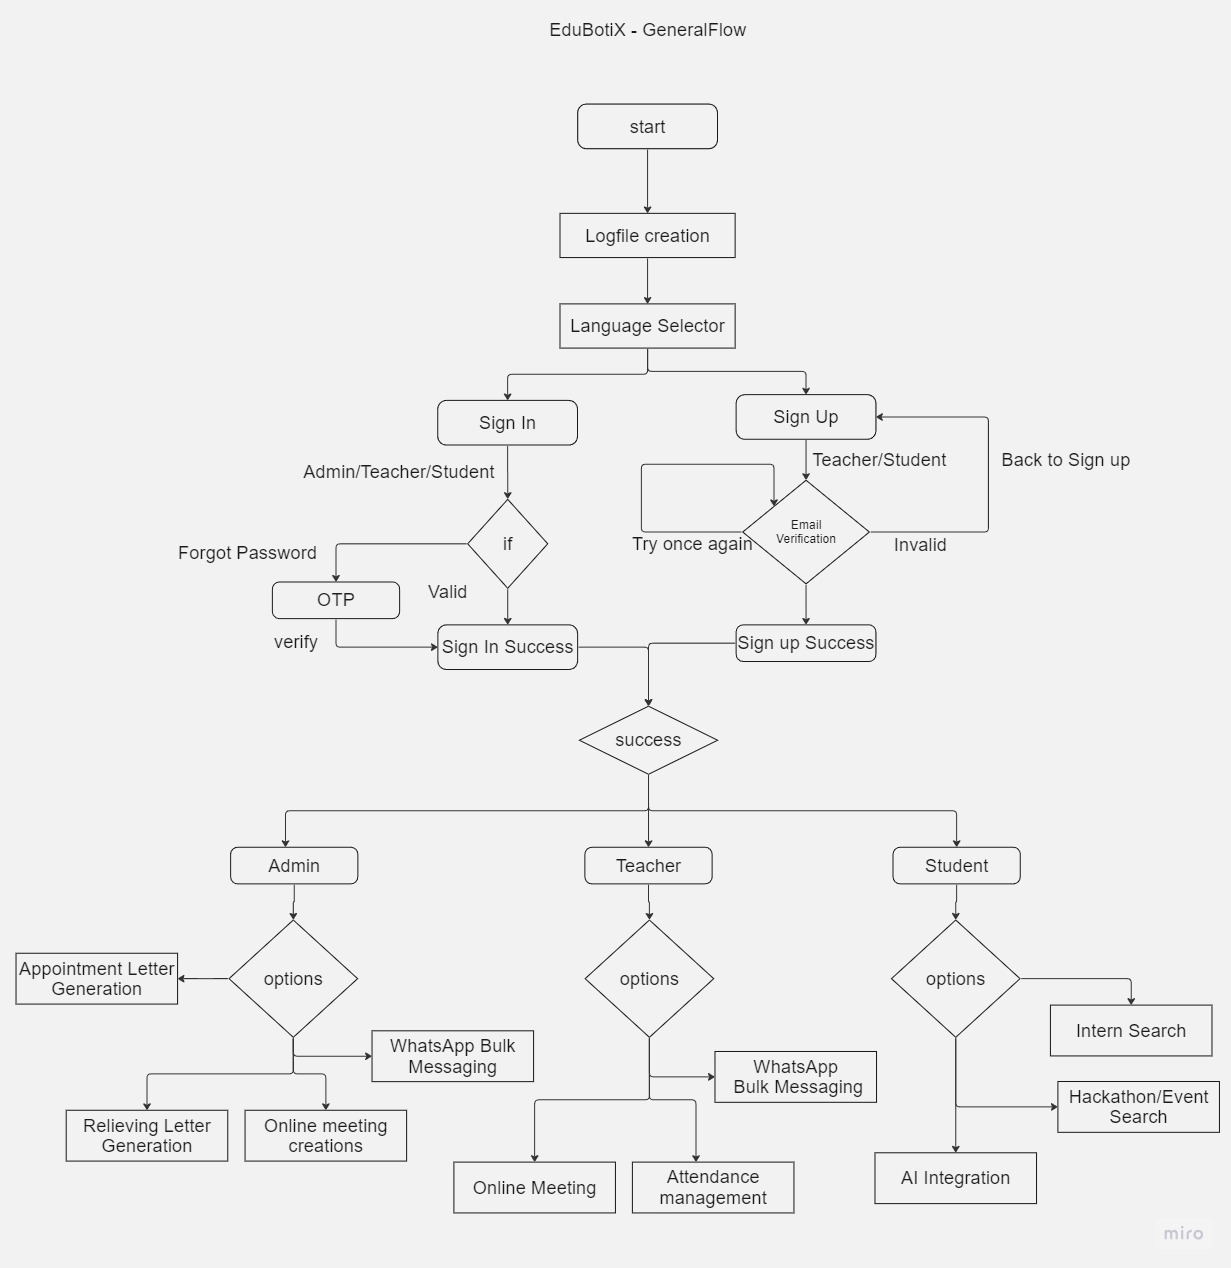 EduBotiX - GeneralFlow
start
Logfile creation
Language Selector
Sign In
Sign Up
Admin/Teacher/Student
Teacher/Student
Back to Sign up
if
Email
Verification
Try once again
Invalid
Forgot Password
OTP
Valid
verify
Sign In Success
Sign up Success
success
Admin
Teacher
Student
Appointment Letter
Generation
options
options
options
Intern Search
WhatsApp Bulk
Messaging
WhatsApp
Bulk Messaging
Hackathon/Event
Search
Relieving Letter
Generation
Online meeting
creations
Online Meeting
Attendance
management
AI Integration
miro